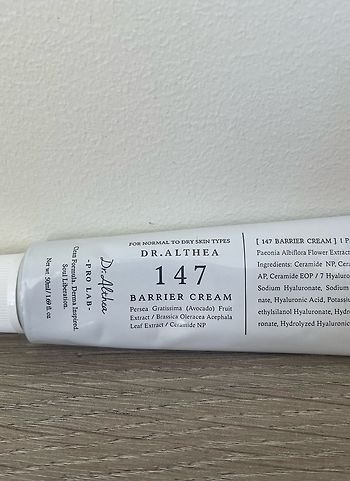 Dr.Althea
- PRO LAB -
Clean Formula. Derma Inspired.
Soul Liberation.
Net wt. 50ml / 1.69 fl. oz
FOR NORMAL TO DRY SKIN TYPES
DR.ALTHEA
147
BARRIER CREAM
Persea Gratissima (Avocado) Fruit
Extract / Brassica Oleracea Acephala
Leaf Extract / Ceramide NP
[ 147 BARRIER CREAM ] I
Paeonia Albiflora Flower Extract
Ingredients: Ceramide NP, Cer
AP, Ceramide EOP / 7 Hyaluro
Sodium Hyaluronate, Sodium
nate, Hyaluronic Acid, Potass
ethylsilanol Hyaluronate, Hydr
ronate, Hydrolyzed Hyaluronic